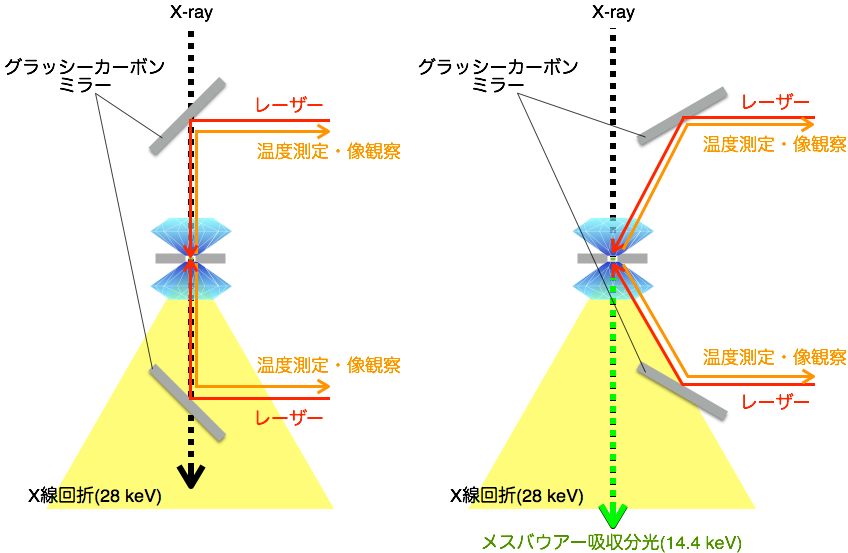 X-ray
グラッシーカーボン
ミラー
レーザー
温度測定・像観察
温度測定・像観察
レーザー
X線回折(28 keV)
X-ray
グラッシーカーボン
ミラー
レーザー
温度測定・像観察
温度測定・像観察
レーザー
X線回折(28 keV)
メスバウアー吸収分光(14.4 keV)